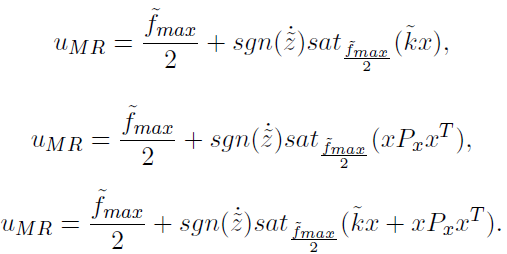 u_{MR} = \frac{\tilde{f}_{max}}{2} + sgn(\dot{\tilde{z}})sat_{\frac{\tilde{f}_{max}}{2}}(\tilde{k}x),
u_{MR} = \frac{\tilde{f}_{max}}{2} + sgn(\dot{\tilde{z}})sat_{\frac{\tilde{f}_{max}}{2}}(xP_xx^T),
u_{MR} = \frac{\tilde{f}_{max}}{2} + sgn(\dot{\tilde{z}})sat_{\frac{\tilde{f}_{max}}{2}}(\tilde{k}x + xP_xx^T).